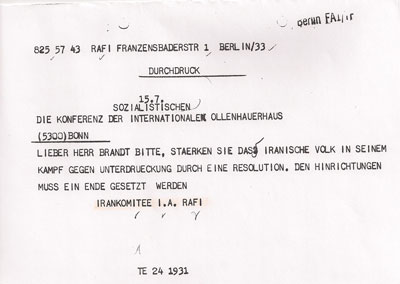 berlin
825 57 43 RAFI FRANZENSBADERSTR 1 BERLIN/33
DURCHDRUCK
15.7.
SOZIALISTISCHEN
DIE KONFERENZ DER INTERNATIONALEN OLLENHAUERHAUS
(5300)BONN
LIEBER HERR BRANDT BITTE, STAERKEN SIE DAS IRANISCHE VOLK IN SEINEM
KAMPF GEGEN UNTERDRUECKUNG DURCH EINE RESOLUTION. DEN HINRICHTUNGEN
MUSS EIN ENDE GESETZT WERDEN
IRANKOMITEE I.A. RAFI
TE 24 1931